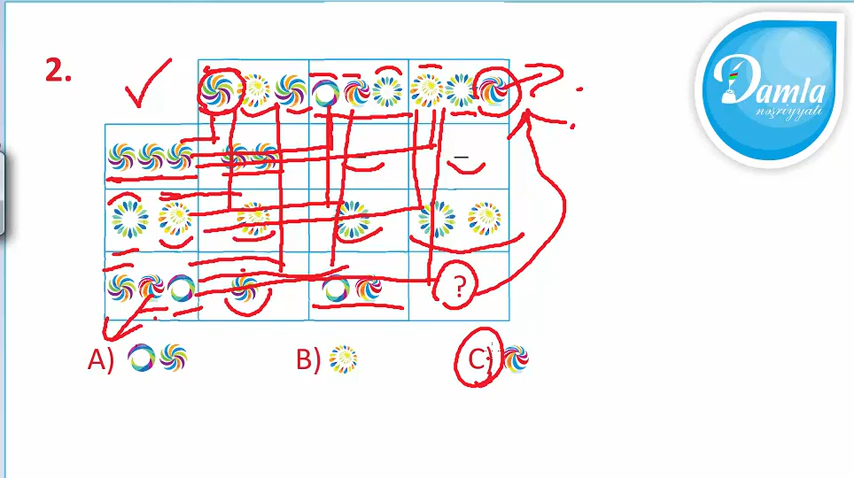 2.
Damla
nəşriyyatı
–
–
?
A)
B)
C)